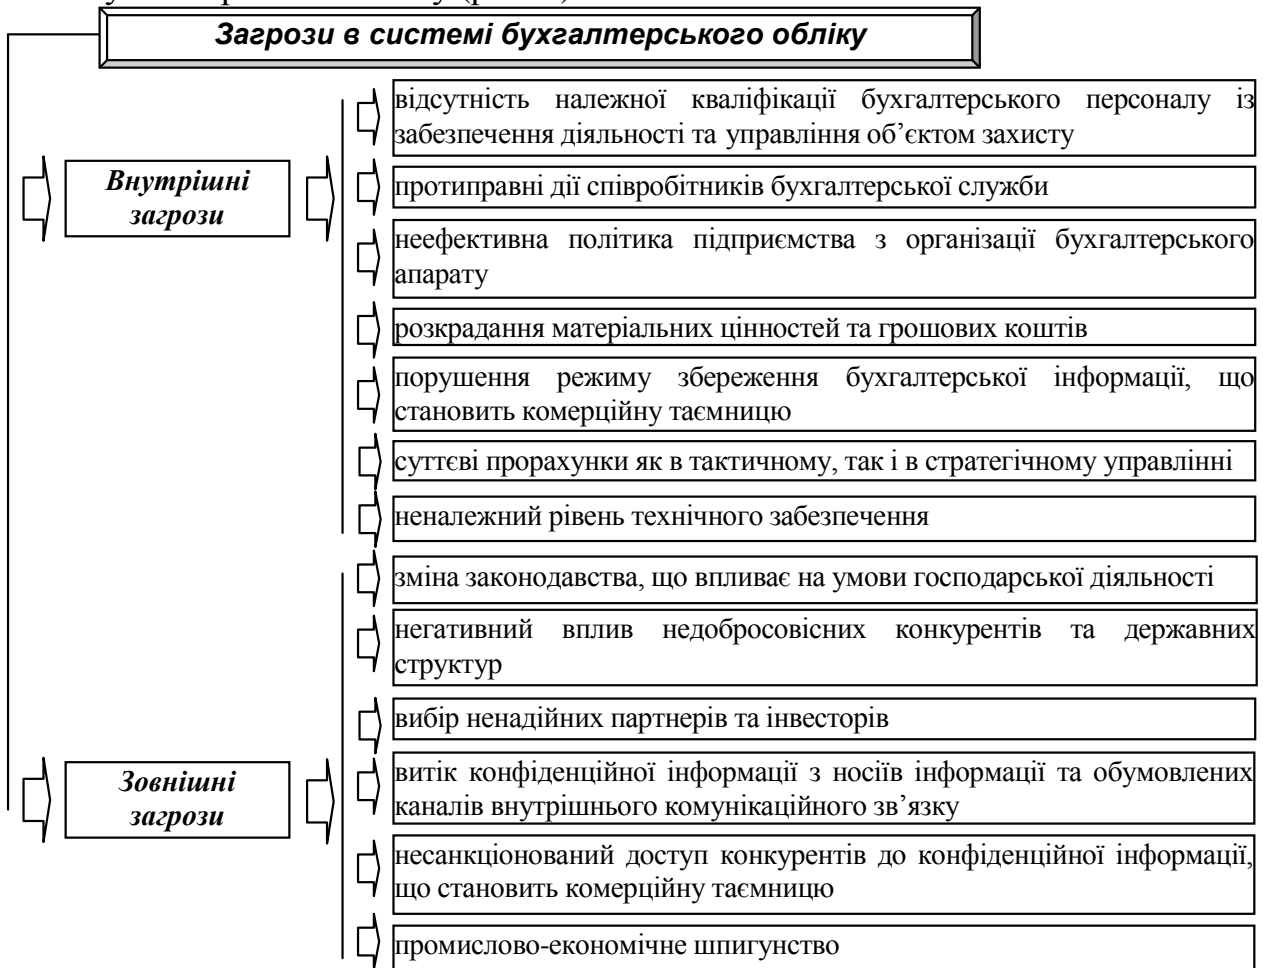 Загрози в системі бухгалтерського обліку
Внутрішні
загрози
відсутність належної кваліфікації бухгалтерського персоналу із
забезпечення діяльності та управління об’єктом захисту
протиправні дії співробітників бухгалтерської служби
неефективна політика підприємства з організації бухгалтерського
апарату
розкрадання матеріальних цінностей та грошових коштів
порушення режиму збереження бухгалтерської інформації, що
становить комерційну таємницю
суттєві прорахунки як в тактичному, так і в стратегічному управлінні
неналежний рівень технічного забезпечення
Зовнішні
загрози
зміна законодавства, що впливає на умови господарської діяльності
негативний вплив недобросовісних конкурентів та державних
структур
вибір ненадійних партнерів та інвесторів
витік конфіденційної інформації з носіїв інформації та обумовлених
каналів внутрішнього комунікаційного зв’язку
несанкціонований доступ конкурентів до конфіденційної інформації,
що становить комерційну таємницю
промислово-економічне шпигунство